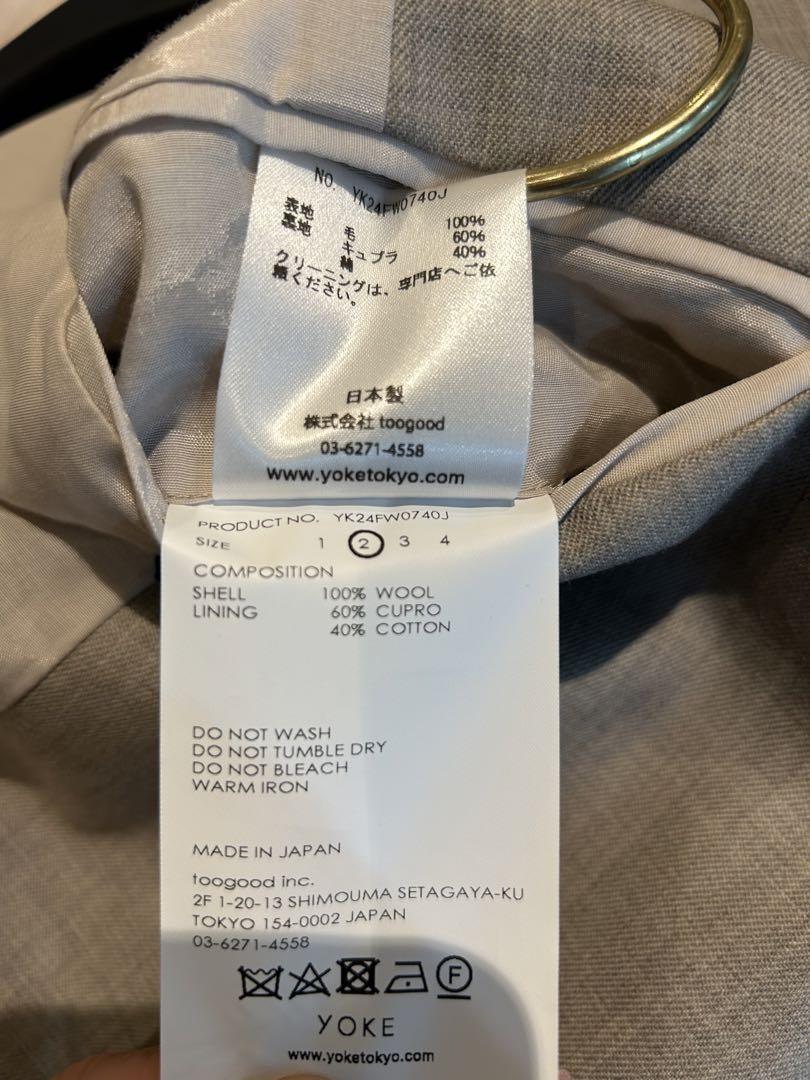 NO. YK24FW0740J
表地 毛 100%
裏地 キュプラ 60%
綿 40%
クリーニングは、専門店へご依
頼ください。
日本製
株式会社 toogood
03-6271-4558
www.yoketokyo.com
PRODUCT NO. YK24FW0740J
SIZE 1 2 3 4
COMPOSITION
SHELL 100% WOOL
LINING 60% CUPRO
40% COTTON
DO NOT WASH
DO NOT TUMBLE DRY
DO NOT BLEACH
WARM IRON
MADE IN JAPAN
toogood inc.
2F 1-20-13 SHIMOUMA SETAGAYA-KU
TOKYO 154-0002 JAPAN
03-6271-4558
F
YOKE
www.yoketokyo.com